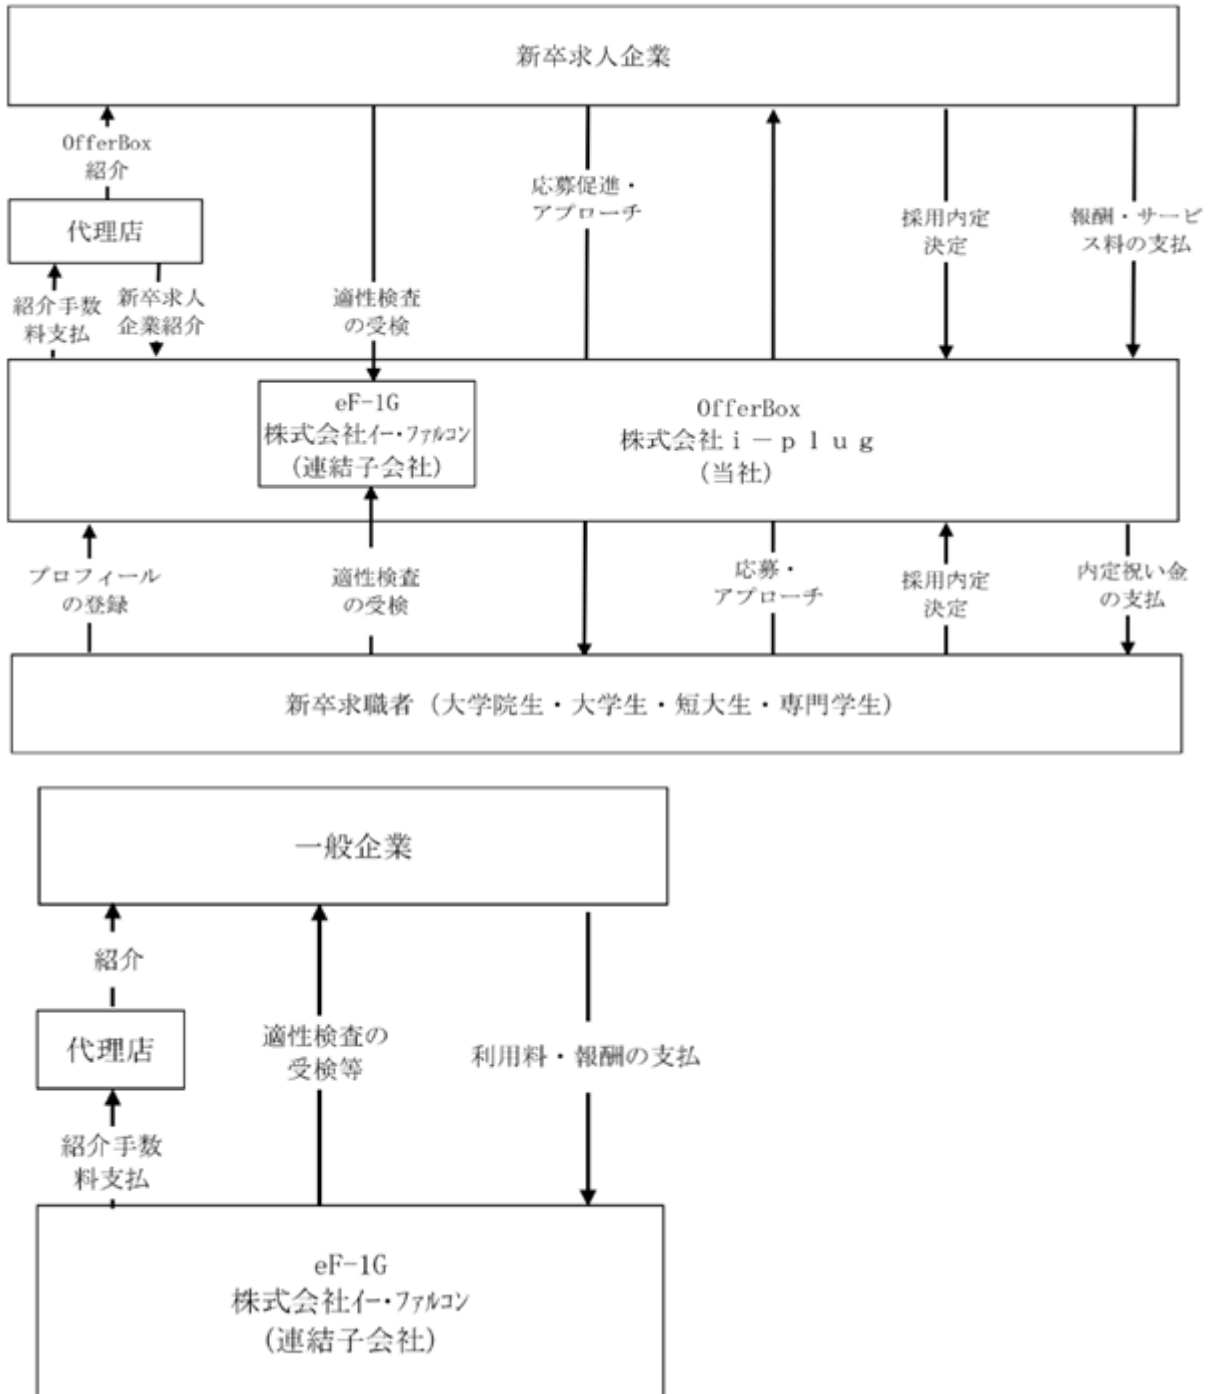 新卒求人企業
OfferBox
紹介
代理店
紹介手数
料支払
新卒求人
企業紹介
適性検査
の受検
応募促進・
アプローチ
採用内定
決定
報酬・サービ
ス料の支払
eF-1G
株式会社ｲｰ・ﾌｧﾙｺﾝ
(連結子会社)
OfferBox
株式会社ｉ－ｐｌｕｇ
(当社)
プロフィール
の登録
適性検査
の受検
応募・
アプローチ
採用内定
決定
内定祝い金
の支払
新卒求職者（大学院生・大学生・短大生・専門学生）
一般企業
紹介
代理店
紹介手数
料支払
適性検査の
受検等
利用料・報酬の支払
eF-1G
株式会社ｲｰ・ﾌｧﾙｺﾝ
(連結子会社)